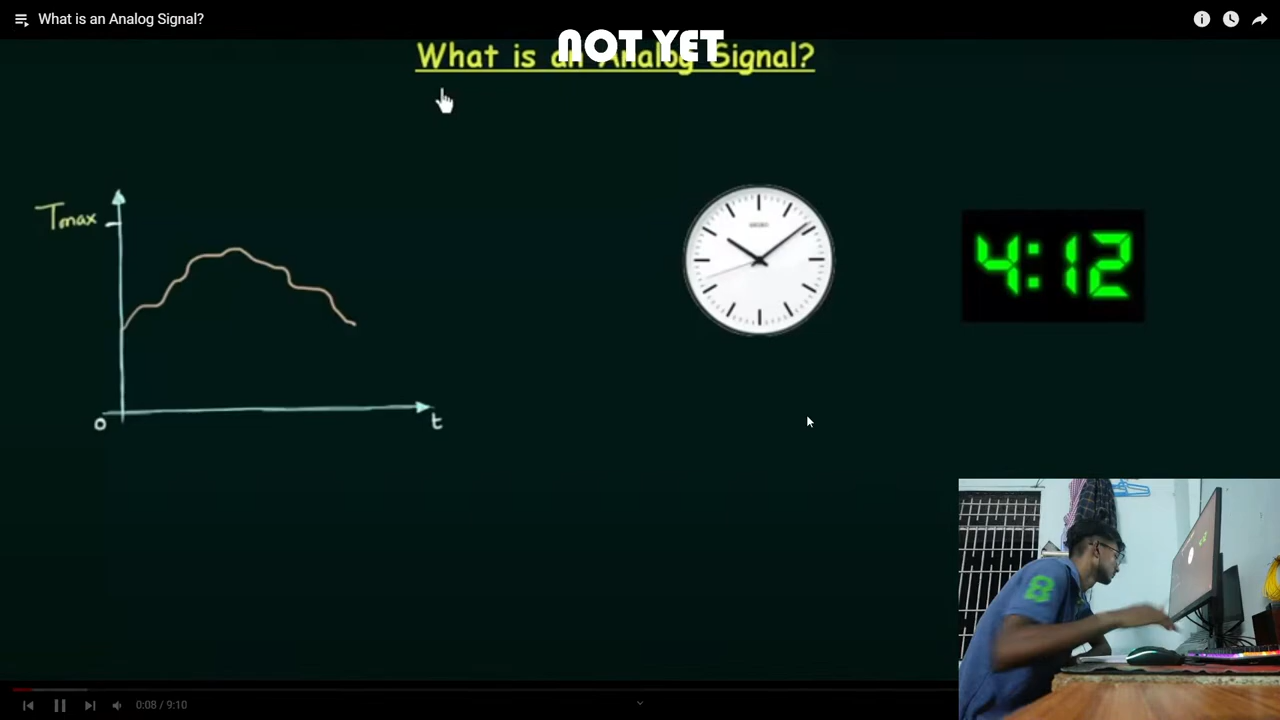 What is an Analog Signal?
NOT YET
What is an Analog Signal?
Tmax
4:12
0
t
8
0:08 / 9:10